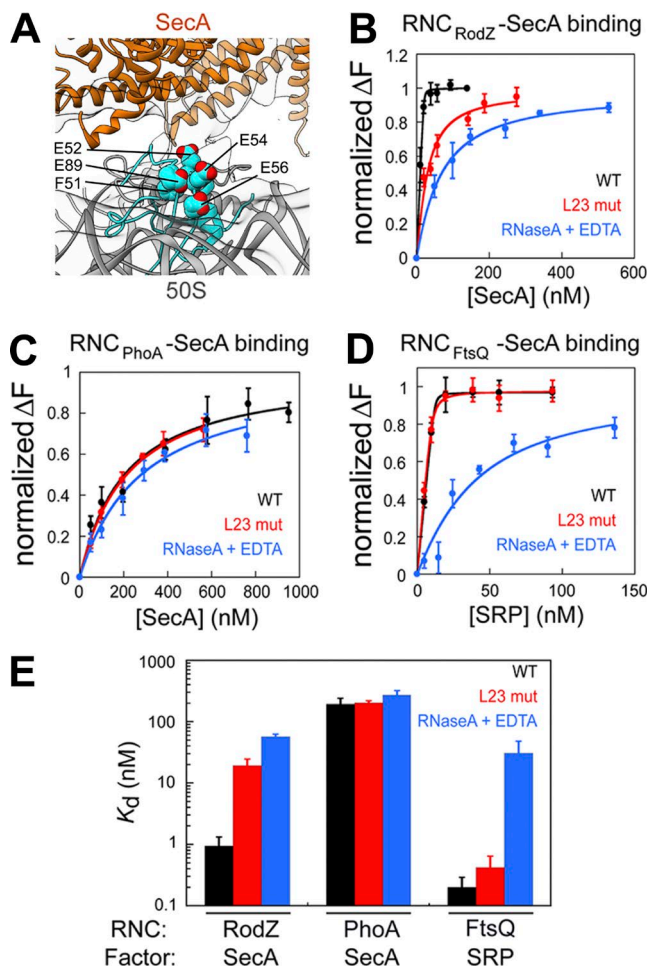 A
SecA
E52
E89
F51
E54
E56
50S
B
RNCRodZ-SecA binding
normalized ΔF
1.2
1
0.8
0.6
0.4
0.2
0
WT
L23 mut
RNaseA + EDTA
0 200 400 600
[SecA] (nM)
C
RNCPhoA-SecA binding
normalized ΔF
1
0.8
0.6
0.4
0.2
0
WT
L23 mut
RNaseA + EDTA
0 200 400 600 800 1000
[SecA] (nM)
D
RNCFtsQ-SecA binding
normalized ΔF
1
0.8
0.6
0.4
0.2
0
WT
L23 mut
RNaseA + EDTA
0 50 100 150
[SRP] (nM)
E
Kd (nM)
1000
100
10
1
0.1
WT
L23 mut
RNaseA + EDTA
RNC: RodZ PhoA FtsQ
Factor: SecA SecA SRP